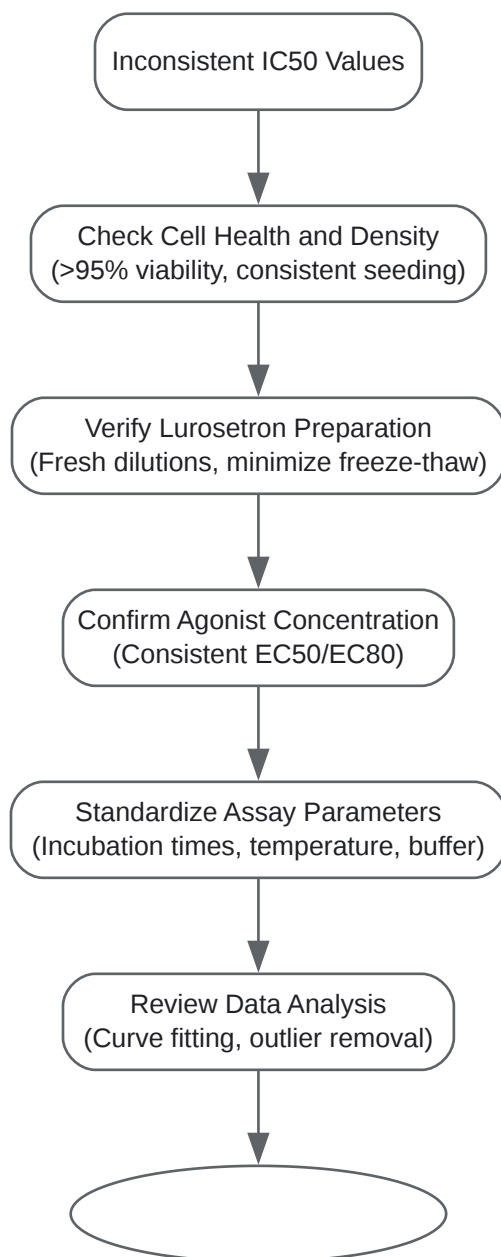 Inconsistent IC50 Values
Check Cell Health and Density
(>95% viability, consistent seeding)
Verify Lurosetron Preparation
(Fresh dilutions, minimize freeze-thaw)
Confirm Agonist Concentration
(Consistent EC50/EC80)
Standardize Assay Parameters
(Incubation times, temperature, buffer)
Review Data Analysis
(Curve fitting, outlier removal)